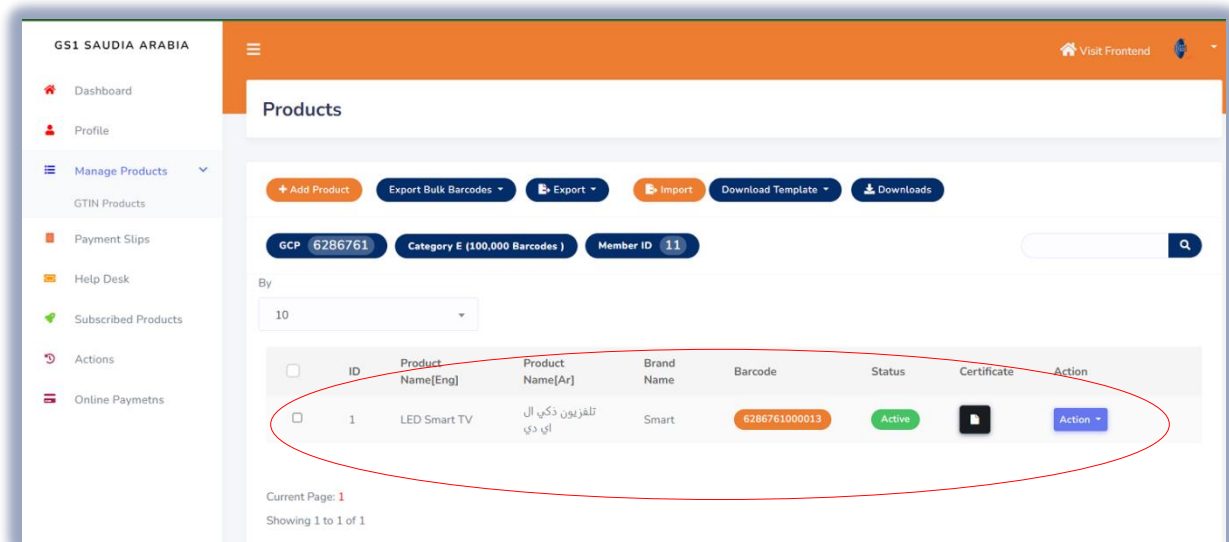 GS1 SAUDIA ARABIA
Visit Frontend
Dashboard
Profile
Manage Products
GTIN Products
Payment Slips
Help Desk
Subscribed Products
Actions
Online Paymetns
Products
+ Add Product Export Bulk Barcodes Export Import Download Template Downloads
GCP 6286761 Category E (100,000 Barcodes ) Member ID 11
By
10
ID Product Name[Eng] Product Name[Ar] Brand Name Barcode Status Certificate Action
1 LED Smart TV تلفزيون ذكي ال اي دي Smart 6286761000013 Active Action
Current Page: 1
Showing 1 to 1 of 1